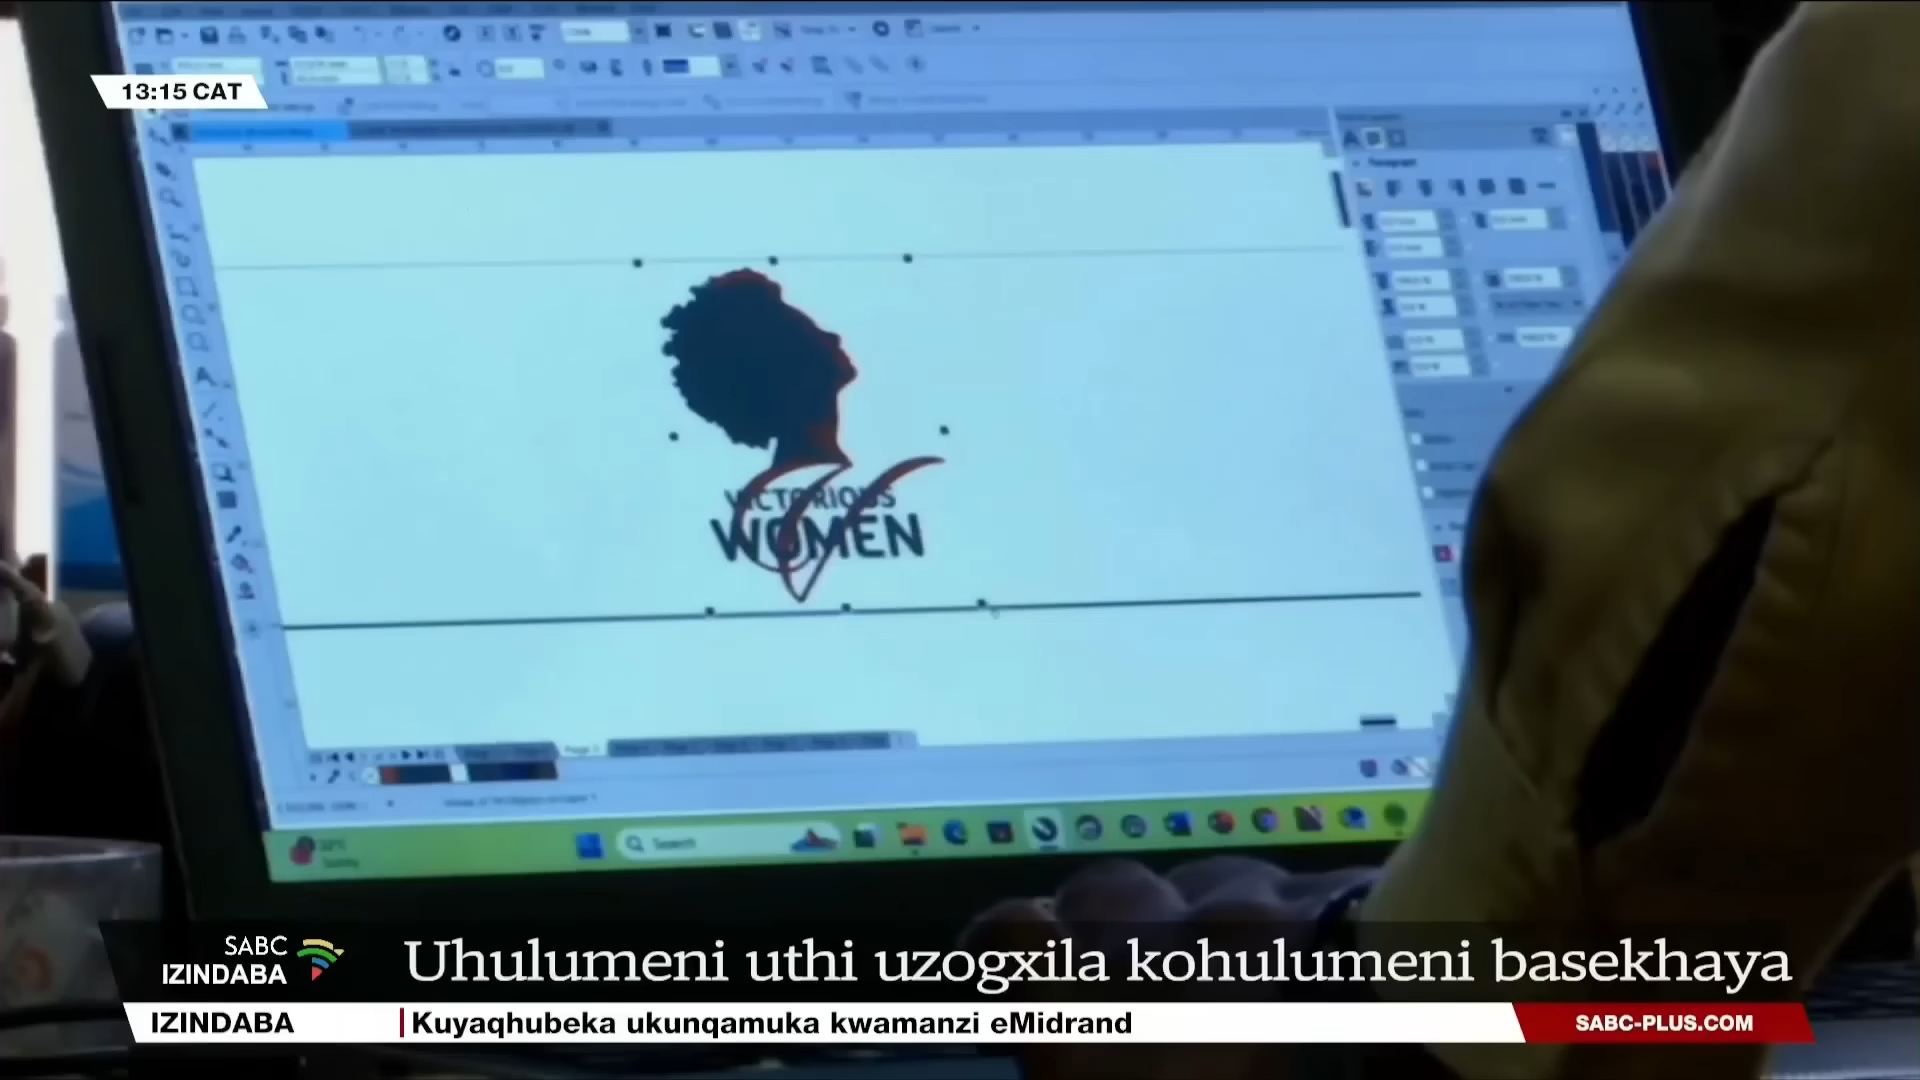 13:15 CAT
VICTORIOUS
WOMEN
Search
SABC
IZINDABA
Uhulumeni uthi uzogxila kohulumeni basekhaya
IZINDABA
Kuyaqhubeka ukunqamuka kwamanzi eMidrand
SABC-PLUS.COM